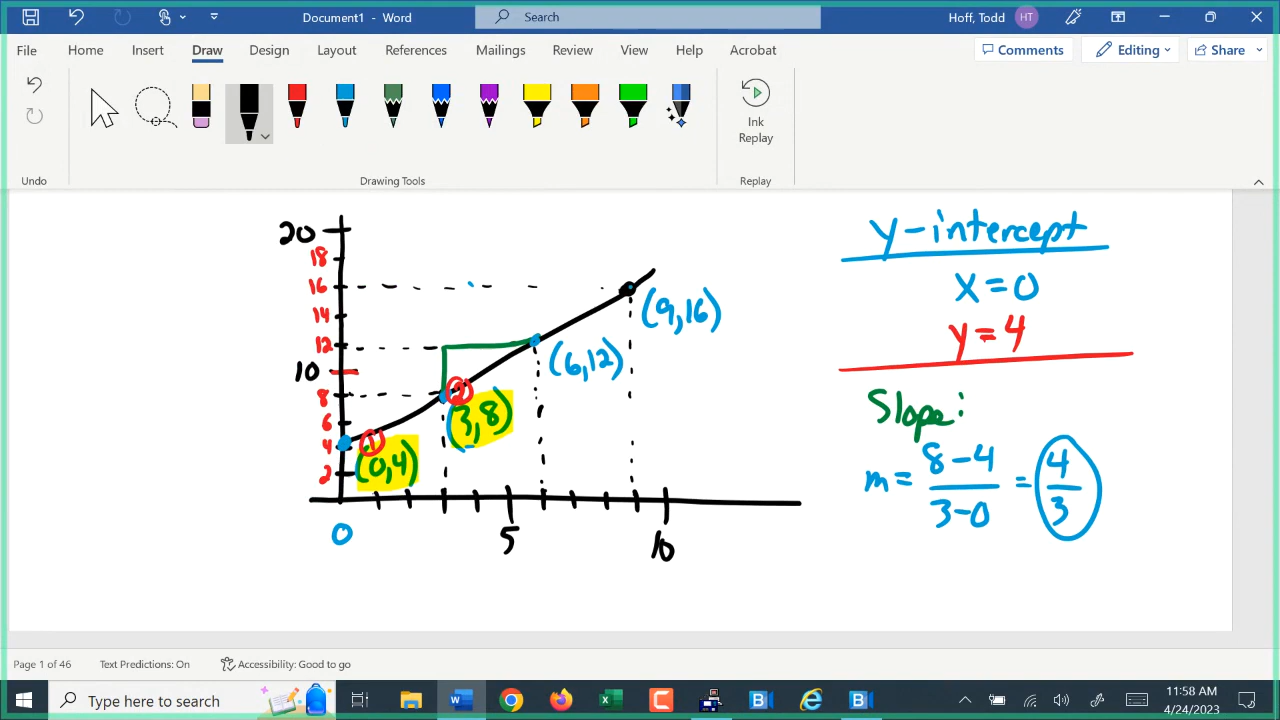 Document1 - Word
Search
Hoff, Todd
HT
File
Home
Insert
Draw
Design
Layout
References
Mailings
Review
View
Help
Acrobat
Comments
Editing
Share
Ink
Replay
Undo
Drawing Tools
Replay
20
18
16
14
12
10
8
6
4
2
0
5
10
(9,16)
(6,12)
2
(3,8)
1
(0,4)
y-intercept
x=0
y=4
Slope:
m = 8-4 / 3-0 = 4 / 3
Page 1 of 46
Text Predictions: On
Accessibility: Good to go
Type here to search
11:58 AM
4/24/2023